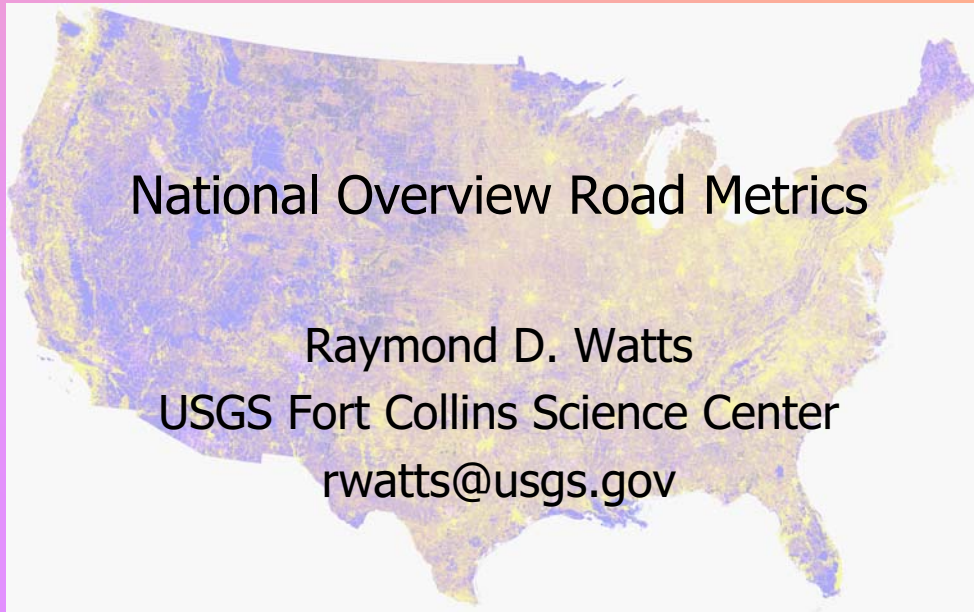 National Overview Road Metrics
Raymond D. Watts
USGS Fort Collins Science Center
rwatts@usgs.gov